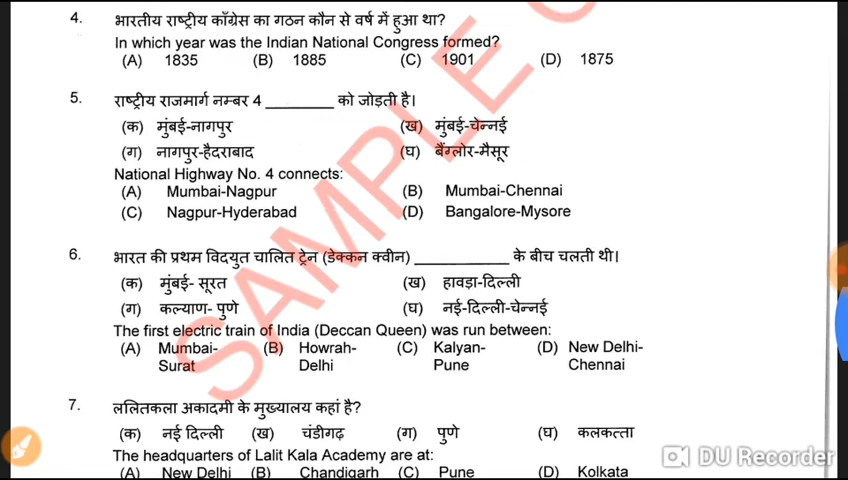 4. भारतीय राष्ट्रीय काँग्रेस का गठन कौन से वर्ष में हुआ था?
In which year was the Indian National Congress formed?
(A) 1835 (B) 1885 (C) 1901 (D) 1875
5. राष्ट्रीय राजमार्ग नम्बर 4 ________ को जोड़ती है।
(क) मुंबई-नागपुर (ख) मुंबई-चेन्नई
(ग) नागपुर-हैदराबाद (घ) बैंग्लोर-मैसूर
National Highway No. 4 connects:
(A) Mumbai-Nagpur (B) Mumbai-Chennai
(C) Nagpur-Hyderabad (D) Bangalore-Mysore
6. भारत की प्रथम विदयुत चालित ट्रेन (डेक्कन क्वीन) ___________ के बीच चलती थी।
(क) मुंबई- सूरत (ख) हावड़ा-दिल्ली
(ग) कल्याण- पुणे (घ) नई-दिल्ली-चेन्नई
The first electric train of India (Deccan Queen) was run between:
(A) Mumbai- (B) Howrah- (C) Kalyan- (D) New Delhi-
Surat Delhi Pune Chennai
7. ललितकला अकादमी के मुख्यालय कहां है?
(क) नई दिल्ली (ख) चंडीगढ़ (ग) पुणे (घ) कलकत्ता
The headquarters of Lalit Kala Academy are at:
(A) New Delhi (B) Chandigarh (C) Pune (D) Kolkata
SAMPLE
DU Recorder